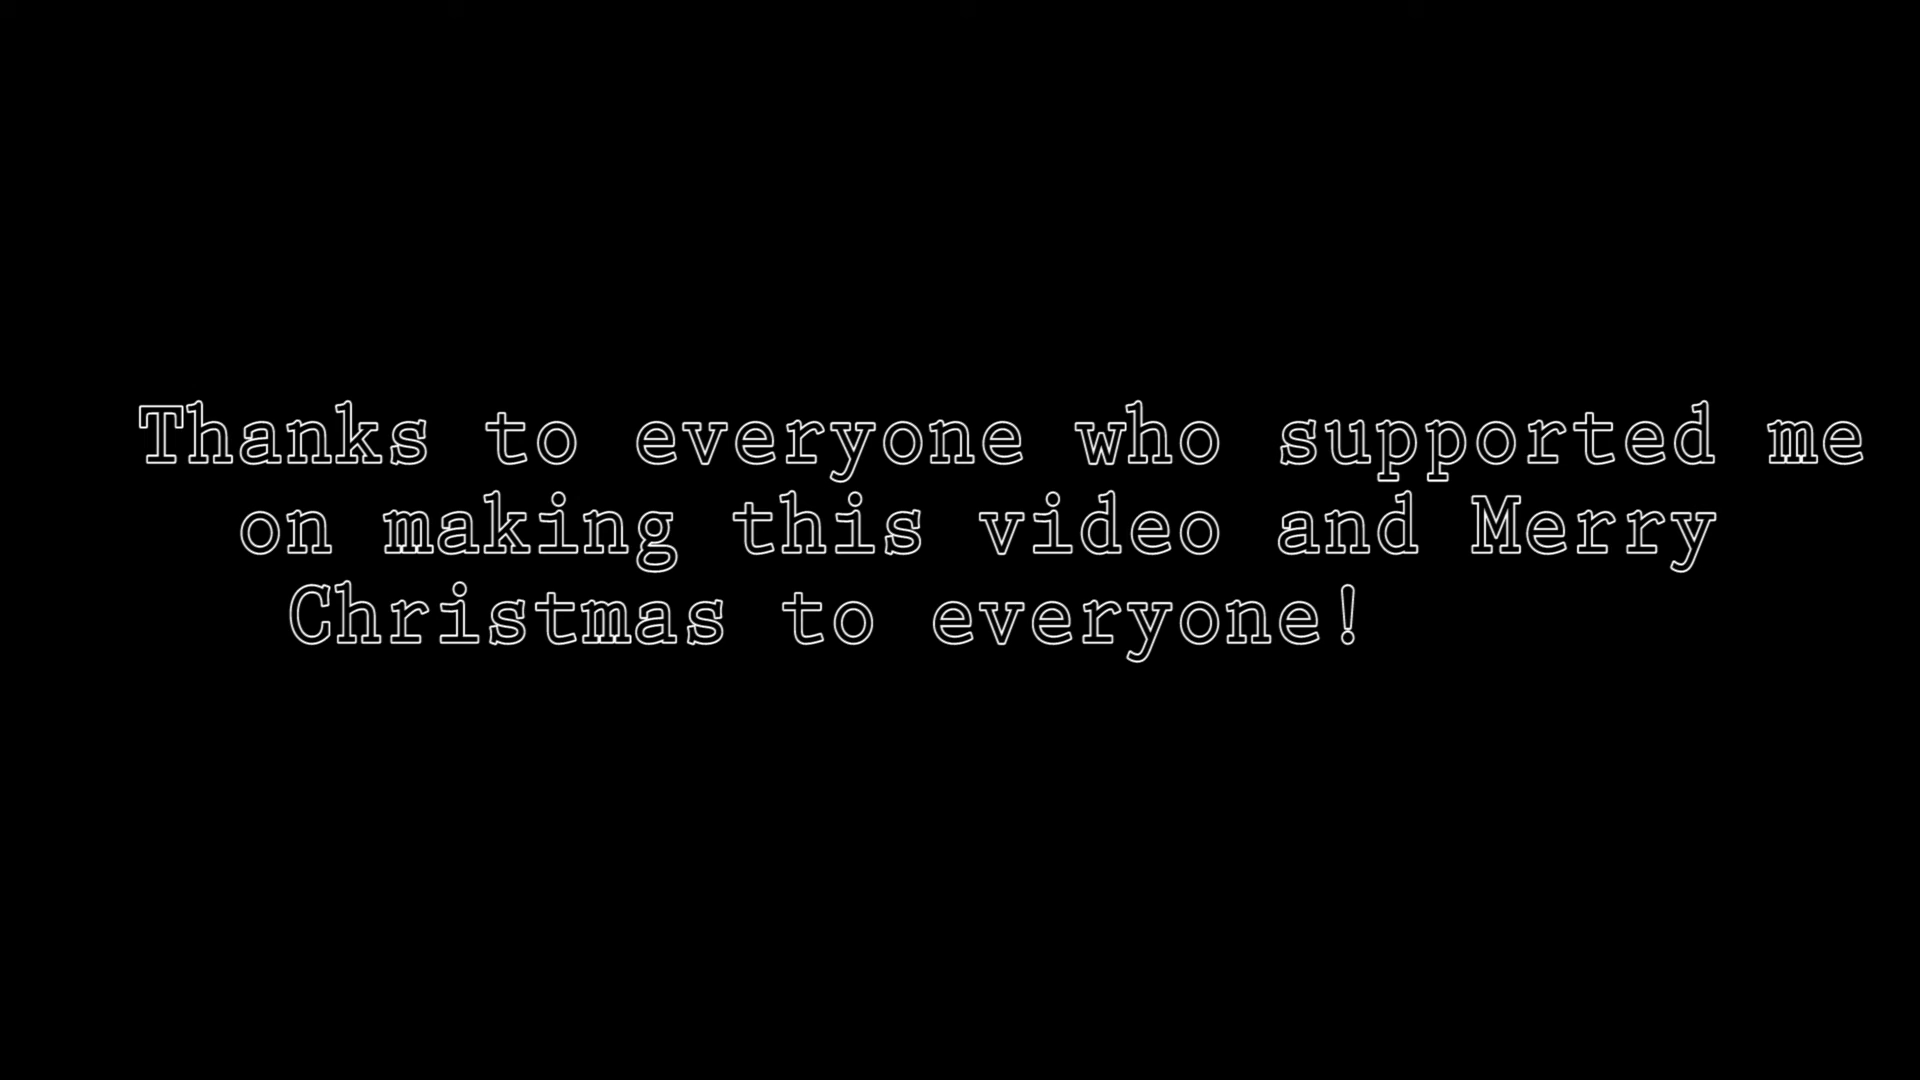 Thanks to everyone who supported me
on making this video and Merry
Christmas to everyone!